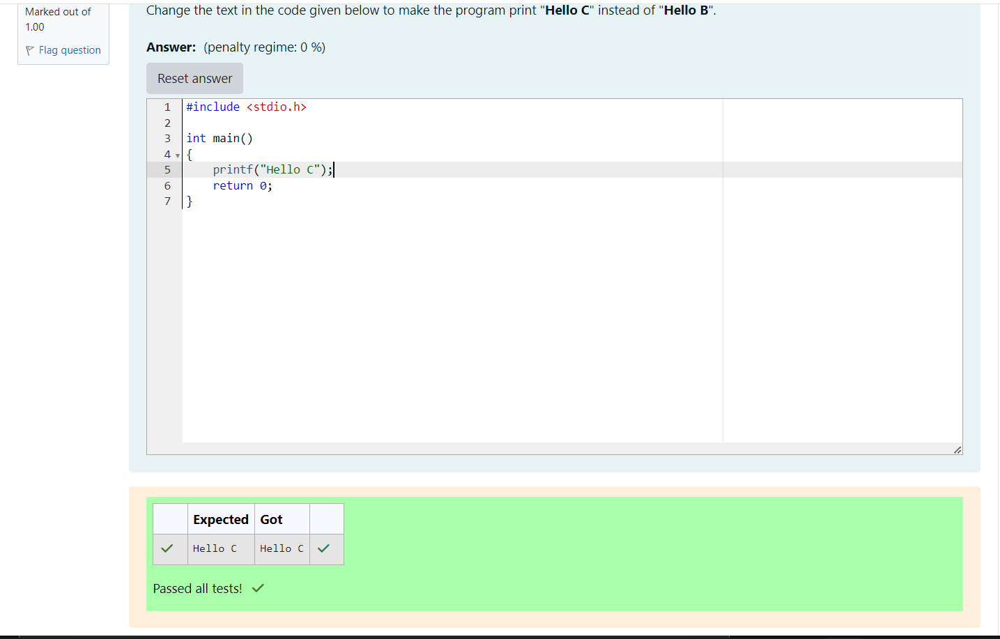 Marked out of
1.00
Flag question
Change the text in the code given below to make the program print "Hello C" instead of "Hello B".
Answer: (penalty regime: 0 %)
Reset answer
1 #include <stdio.h>
2
3 int main()
4 {
5     printf("Hello C");
6     return 0;
7 }
Expected Got
Hello C Hello C
Passed all tests!